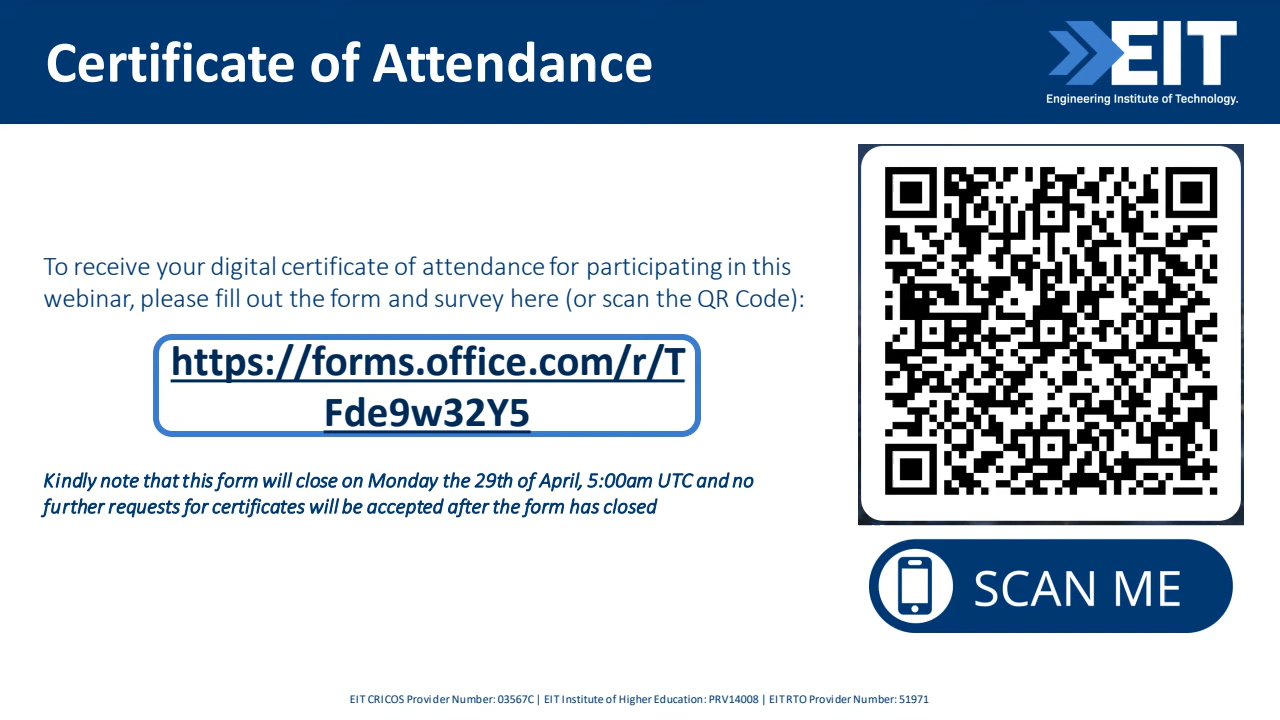 Certificate of Attendance
EIT
Engineering Institute of Technology.
To receive your digital certificate of attendance for participating in this
webinar, please fill out the form and survey here (or scan the QR Code):
https://forms.office.com/r/T
Fde9w32Y5
Kindly note that this form will close on Monday the 29th of April, 5:00am UTC and no
further requests for certificates will be accepted after the form has closed
SCAN ME
EIT CRICOS Provider Number: 03567C | EIT Institute of Higher Education: PRV14008 | EIT RTO Provider Number: 51971